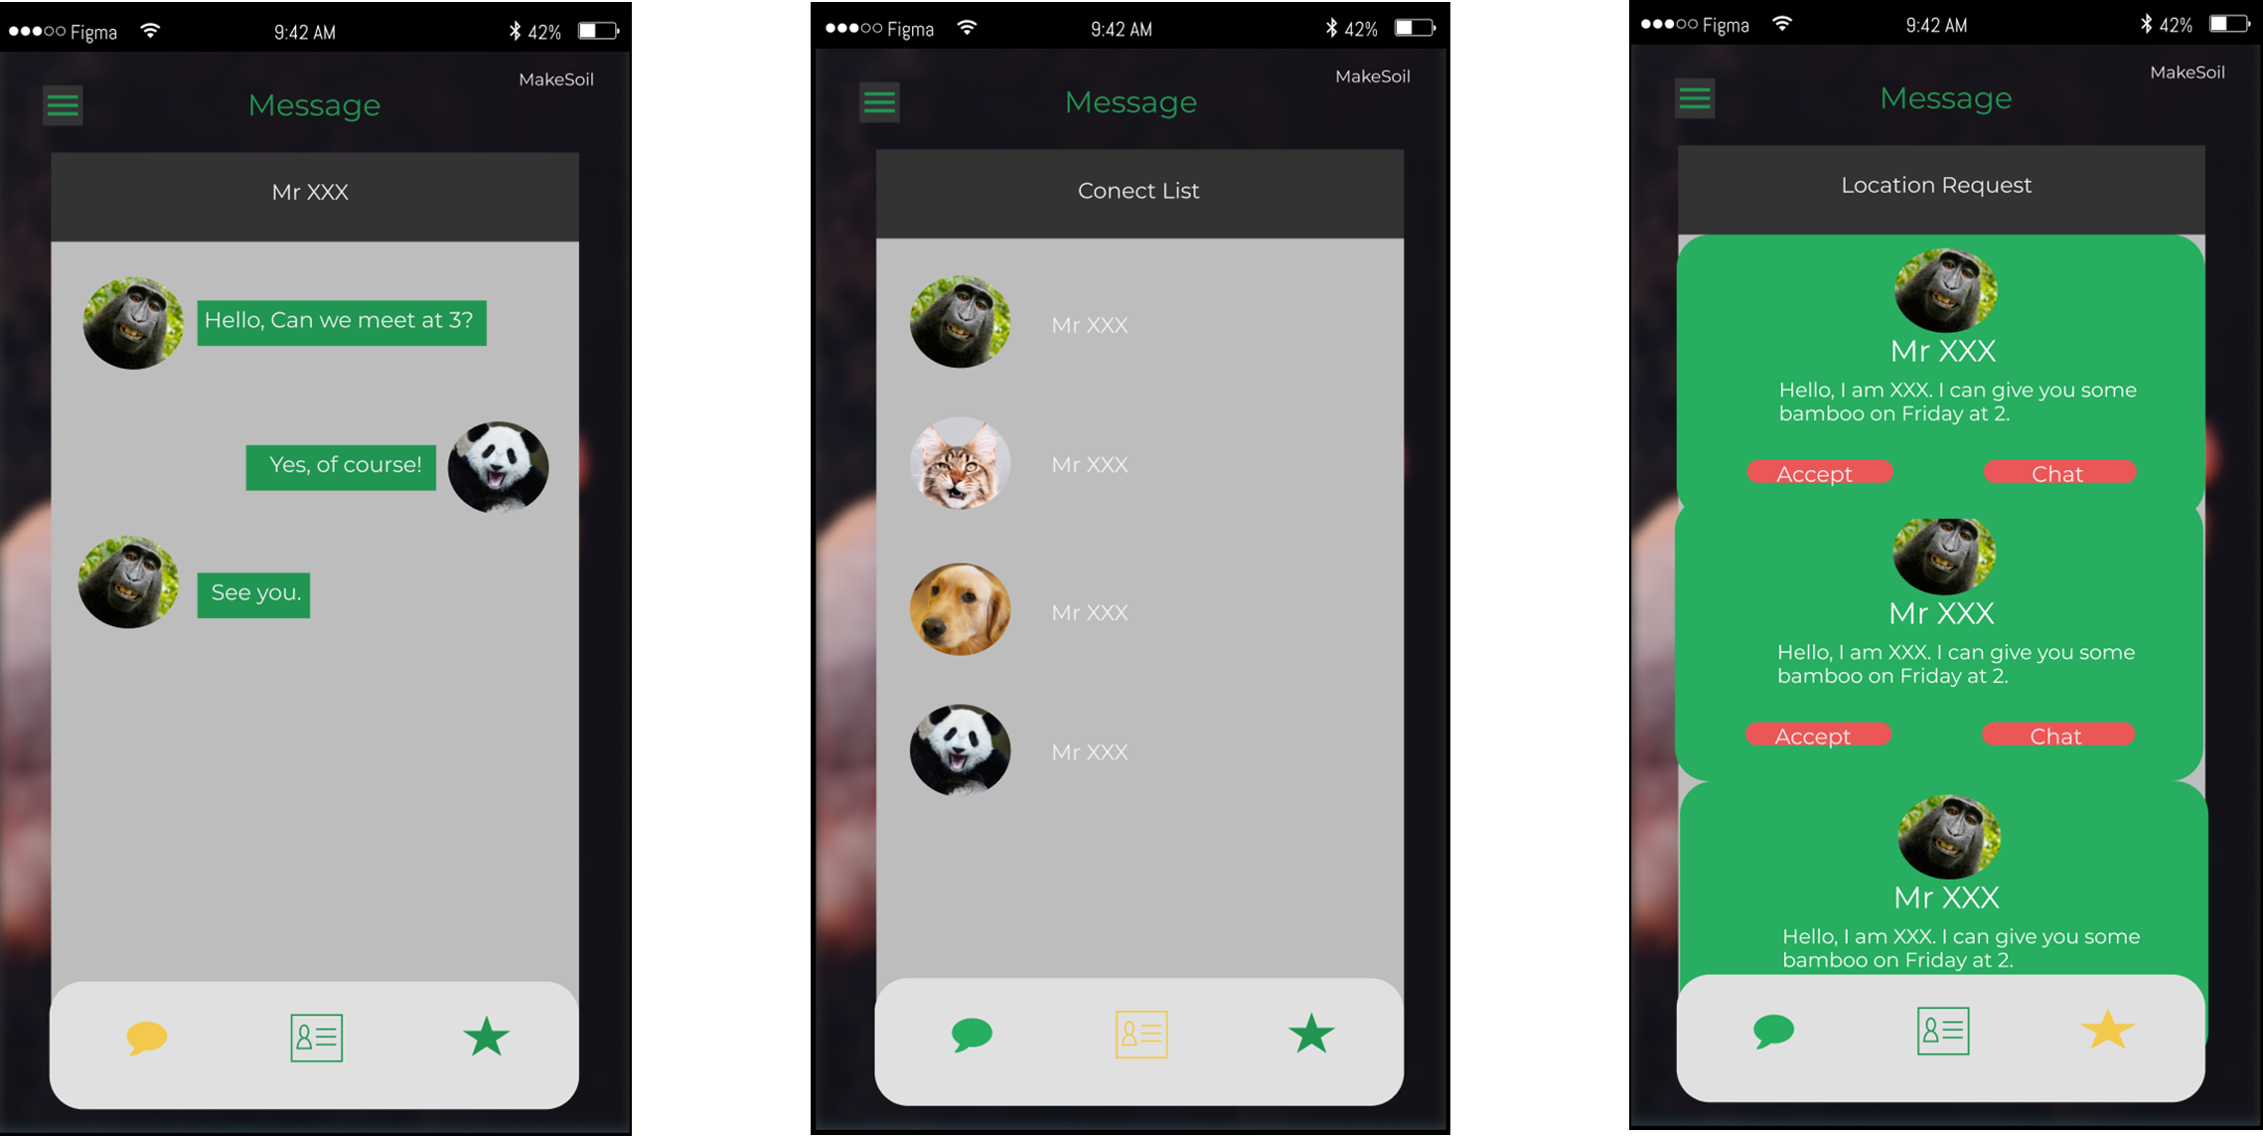 Figma 9:42 AM 42%
MakeSoil
Message
Mr XXX
Hello, Can we meet at 3?
Yes, of course!
See you.
Figma 9:42 AM 42%
MakeSoil
Message
Conect List
Mr XXX
Mr XXX
Mr XXX
Mr XXX
Figma 9:42 AM 42%
MakeSoil
Message
Location Request
Mr XXX
Hello, I am XXX. I can give you some
bamboo on Friday at 2.
Accept Chat
Mr XXX
Hello, I am XXX. I can give you some
bamboo on Friday at 2.
Accept Chat
Mr XXX
Hello, I am XXX. I can give you some
bamboo on Friday at 2.